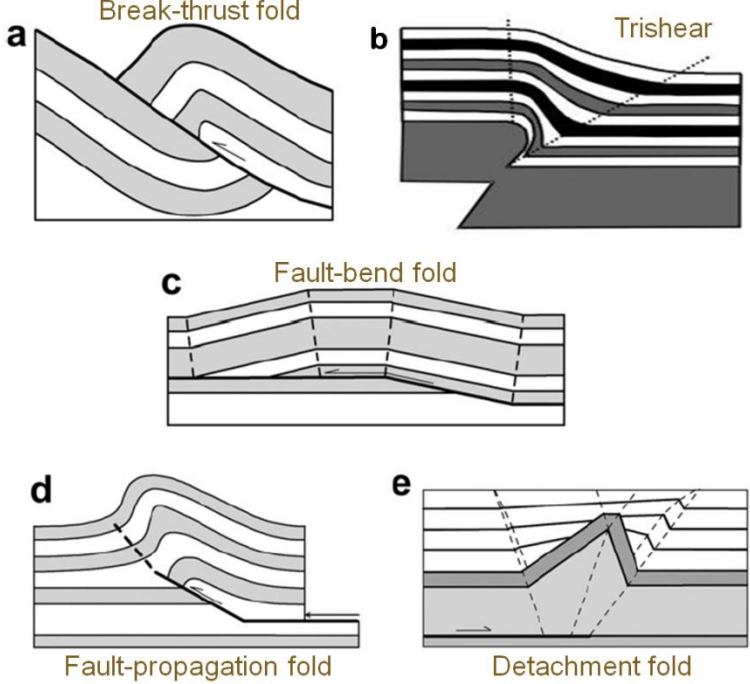 Break-thrust fold
a
b
Trishear
Fault-bend fold
c
d
e
Fault-propagation fold
Detachment fold